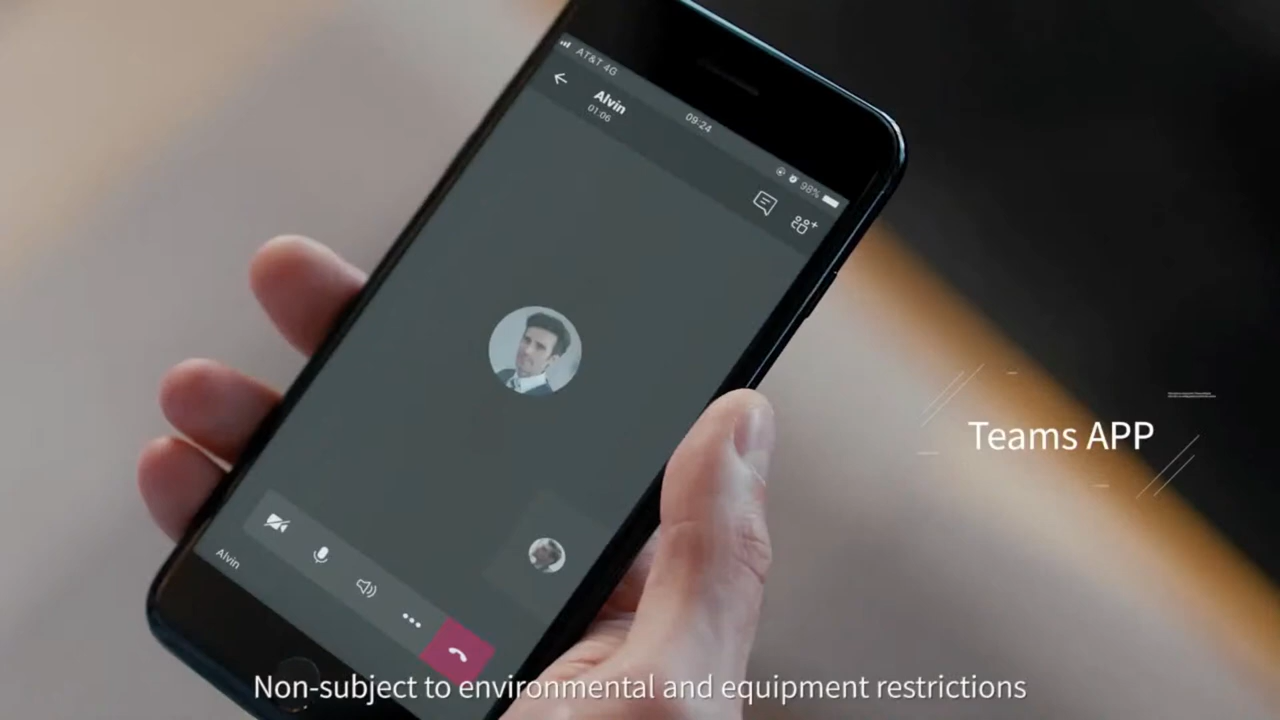 AT&T 4G
09:24
98%
Alvin
01:06
Teams APP
Alvin
Non-subject to environmental and equipment restrictions